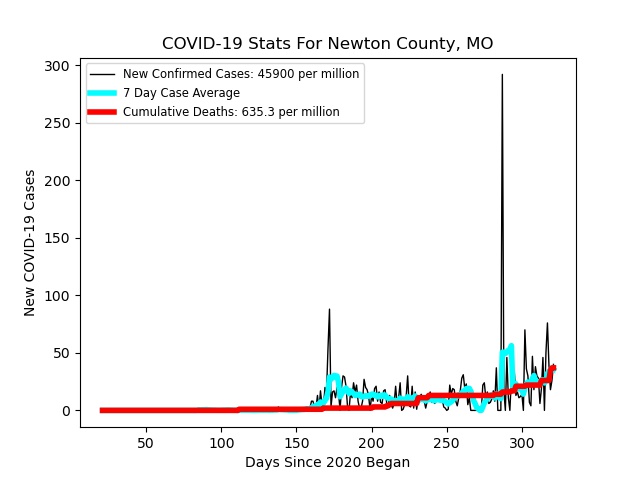 COVID-19 Stats For Newton County, MO
New Confirmed Cases: 45900 per million
7 Day Case Average
Cumulative Deaths: 635.3 per million
300
250
200
150
100
50
0
New COVID-19 Cases
50 100 150 200 250 300
Days Since 2020 Began